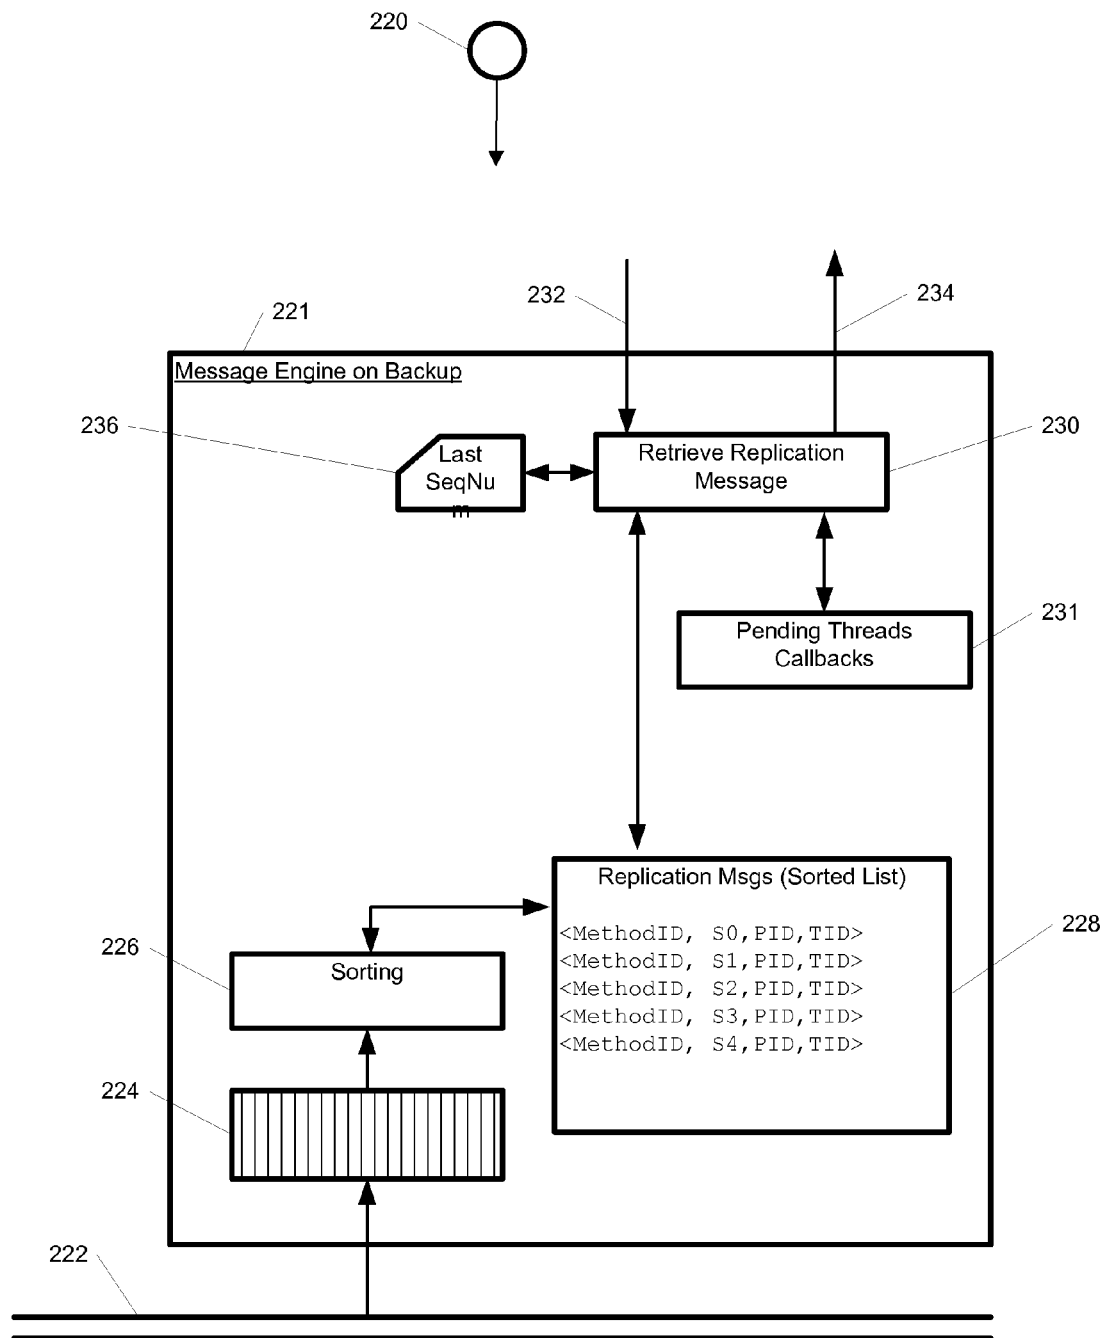 220
232
234
221
Message Engine on Backup
236
Last
SeqNu
m
Retrieve Replication
Message
230
Pending Threads
Callbacks
231
Replication Msgs (Sorted List)
<MethodID, S0,PID,TID>
<MethodID, S1,PID,TID>
<MethodID, S2,PID,TID>
<MethodID, S3,PID,TID>
<MethodID, S4,PID,TID>
228
226
Sorting
224
222